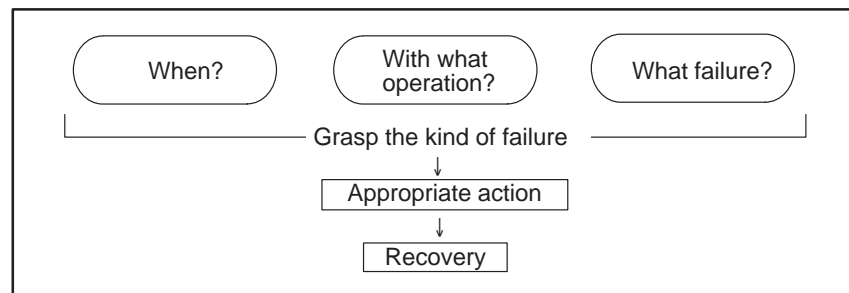 When?
With what
operation?
What failure?
Grasp the kind of failure
Appropriate action
Recovery